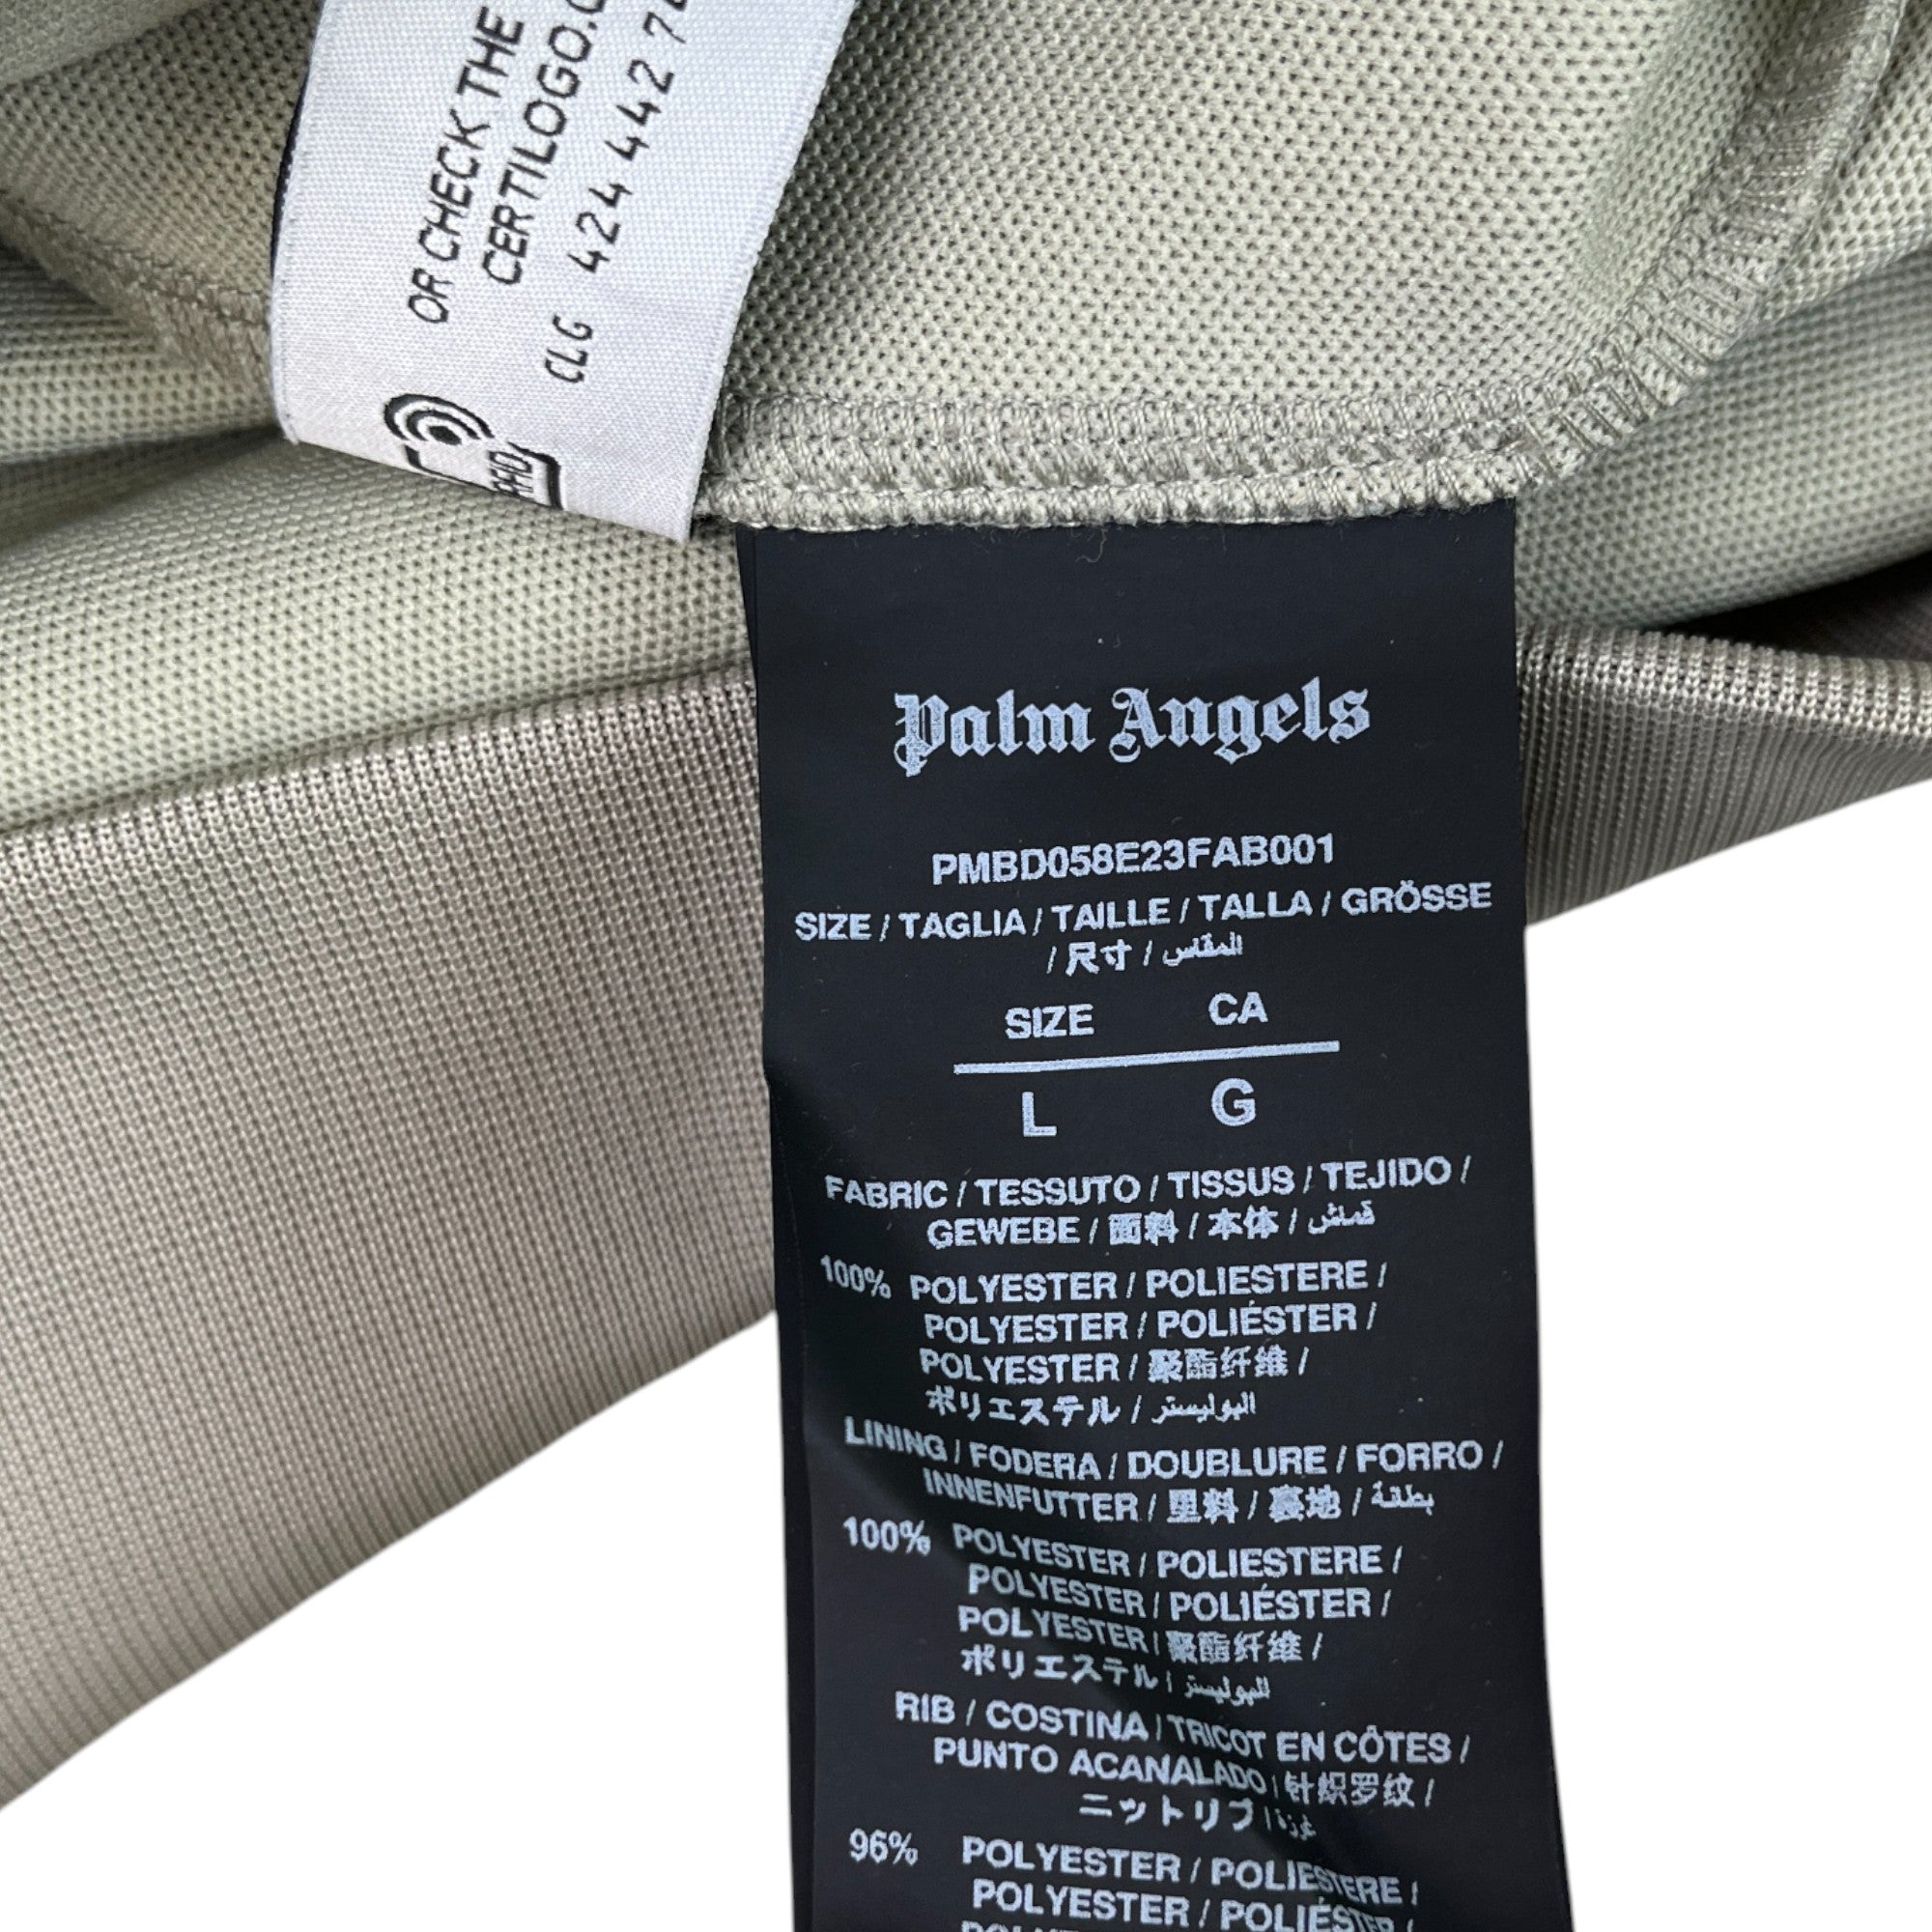 OR CHECK THE
CERTILOGO.C
CLG 424 442 7
RFID
Palm Angels
PMBD058E23FAB001
SIZE / TAGLIA / TAILLE / TALLA / GRÖSSE
/ 尺寸 / المقاس
SIZE CA
L G
FABRIC / TESSUTO / TISSUS / TEJIDO /
GEWEBE / 面料 / 本体 / قماش
100% POLYESTER / POLIESTERE /
POLYESTER / POLIÉSTER /
POLYESTER / 聚酯纤维 /
ポリエステル / البوليستر
LINING / FODERA / DOUBLURE / FORRO /
INNENFUTTER / 里料 / 裏地 / بطانة
100% POLYESTER / POLIESTERE /
POLYESTER / POLIÉSTER /
POLYESTER / 聚酯纤维 /
ポリエステル / البوليستر
RIB / COSTINA / TRICOT EN CÔTES /
PUNTO ACANALADO / 针织罗纹 /
ニットリブ /
96% POLYESTER / POLIESTERE /
POLYESTER / POLIÉSTER /